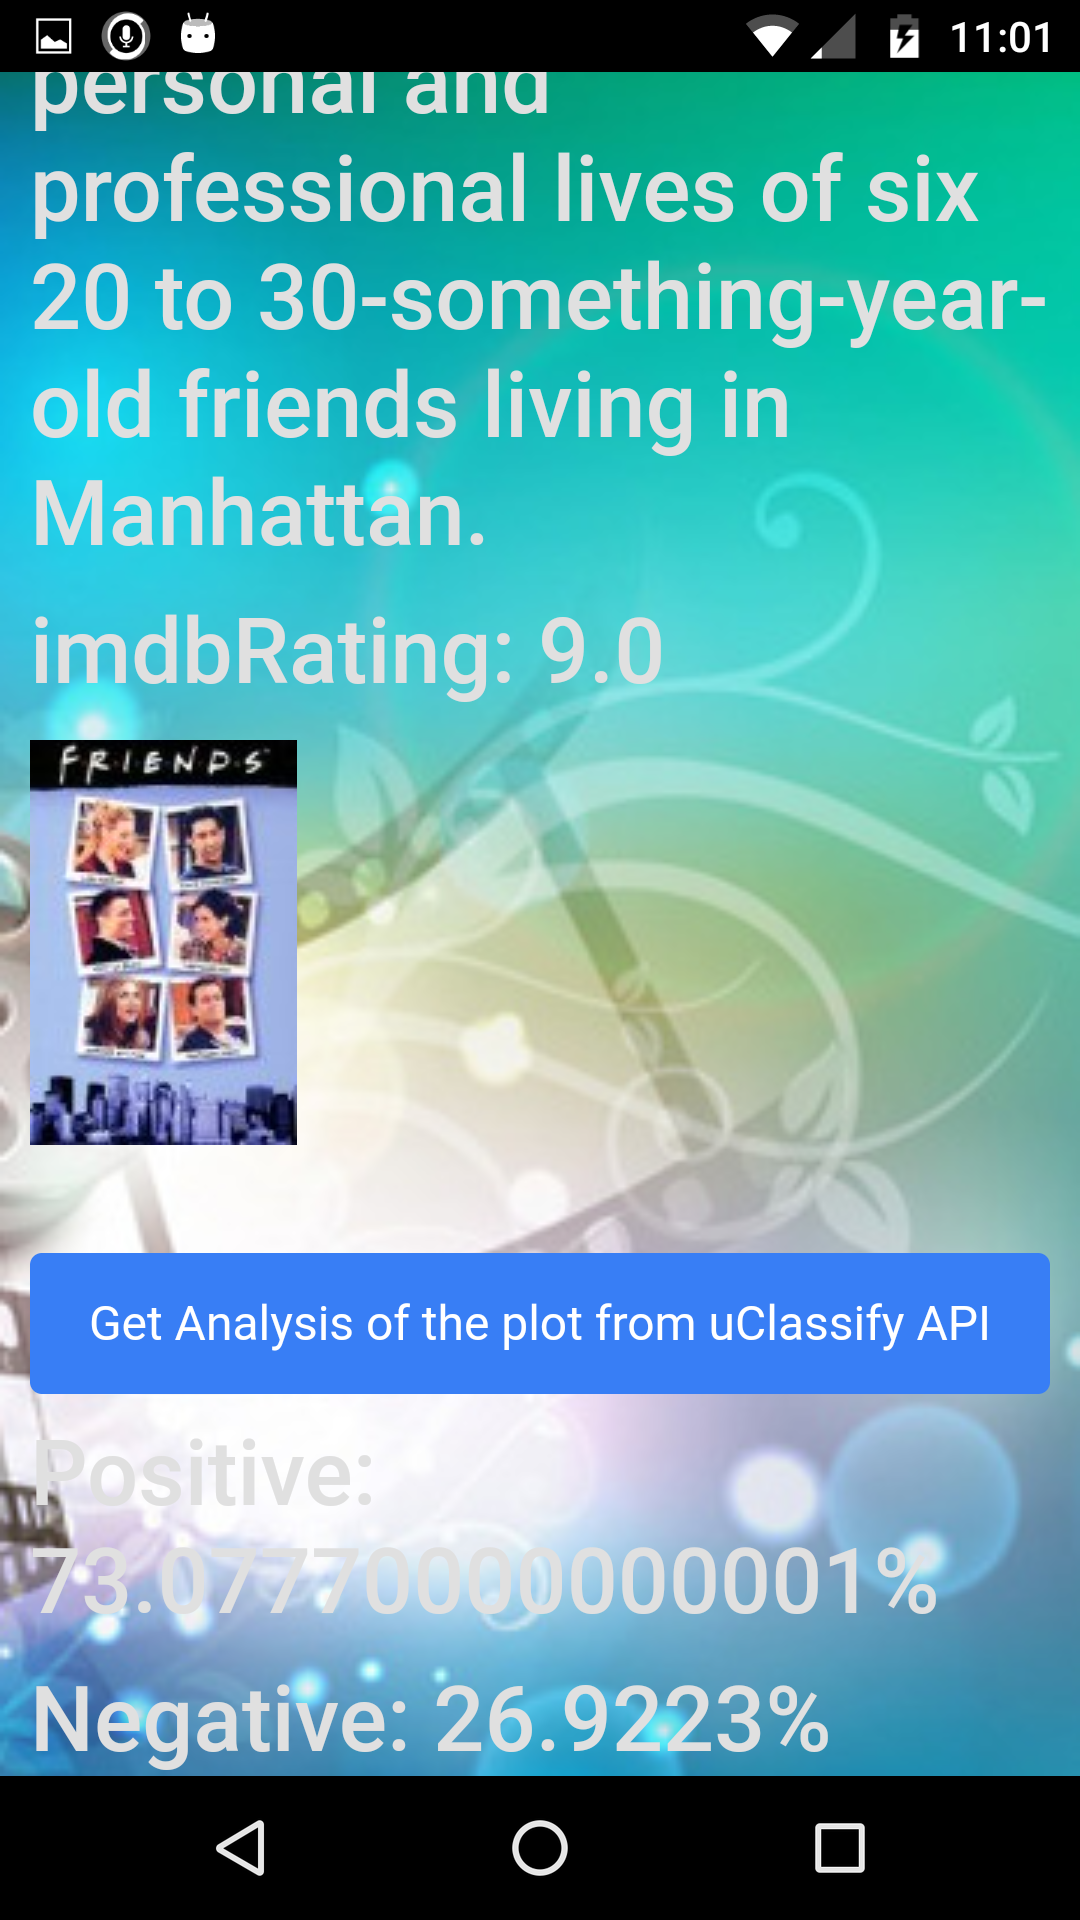 11:01
personal and
professional lives of six
20 to 30-something-year-
old friends living in
Manhattan.
imdbRating: 9.0
FRIENDS
Get Analysis of the plot from uClassify API
Positive:
73.07770000000001%
Negative: 26.9223%